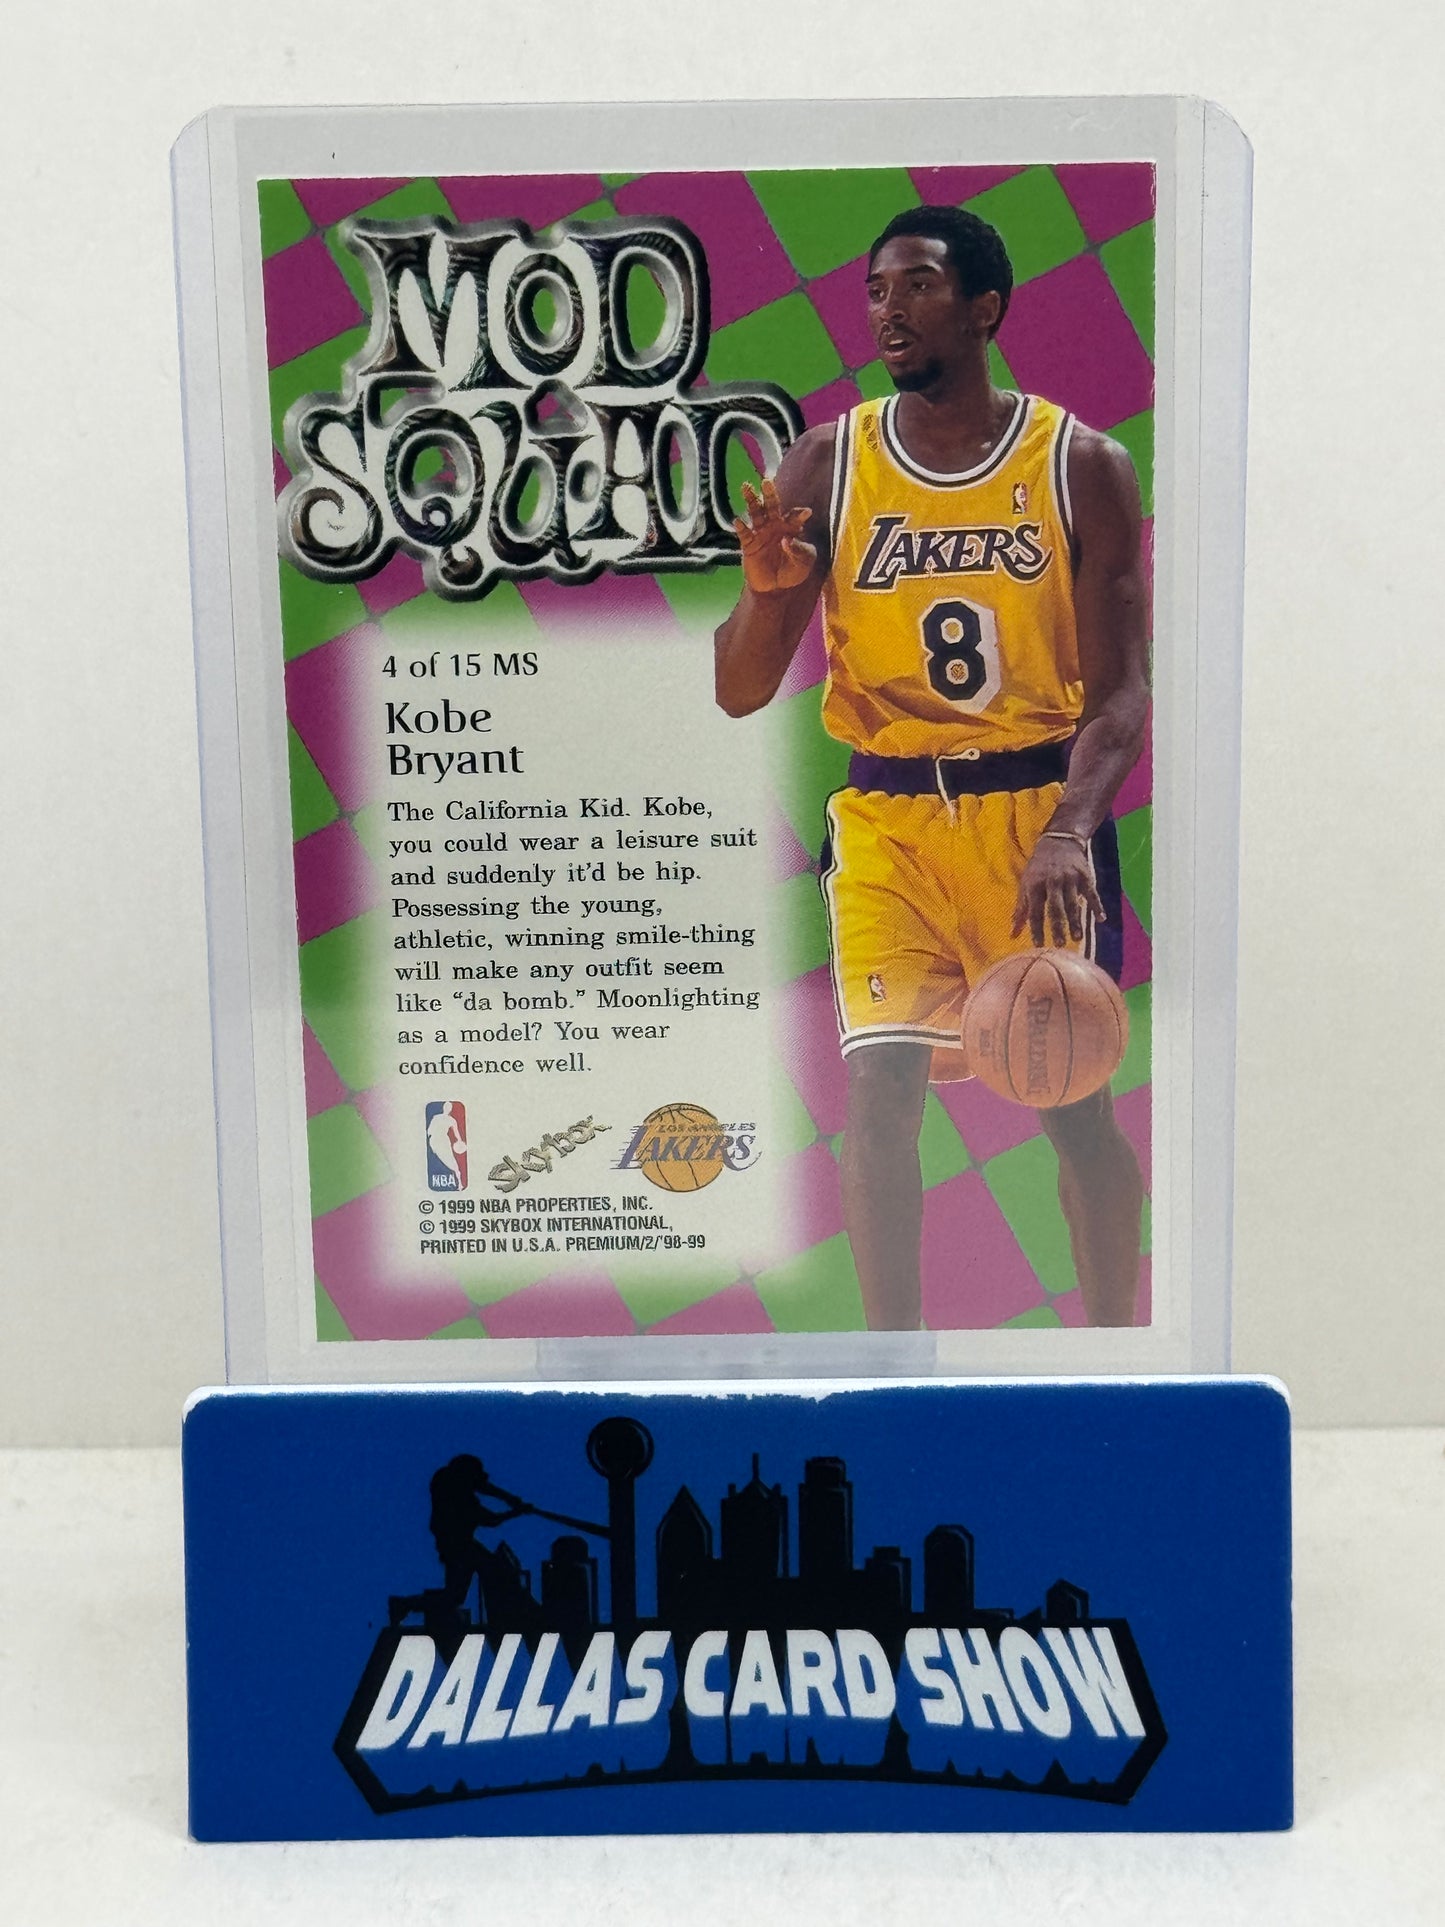 MOD
SQUAD
4 of 15 MS
Kobe
Bryant
The California Kid. Kobe,
you could wear a leisure suit
and suddenly it'd be hip.
Possessing the young,
athletic, winning smile-thing
will make any outfit seem
like “da bomb.” Moonlighting
as a model? You wear
confidence well.
LAKERS
8
SPALDING
NBA
Skybox
LOS ANGELES
LAKERS
© 1999 NBA PROPERTIES, INC.
© 1999 SKYBOX INTERNATIONAL,
PRINTED IN U.S.A. PREMIUM/2/'98-99
DALLAS CARD SHOW